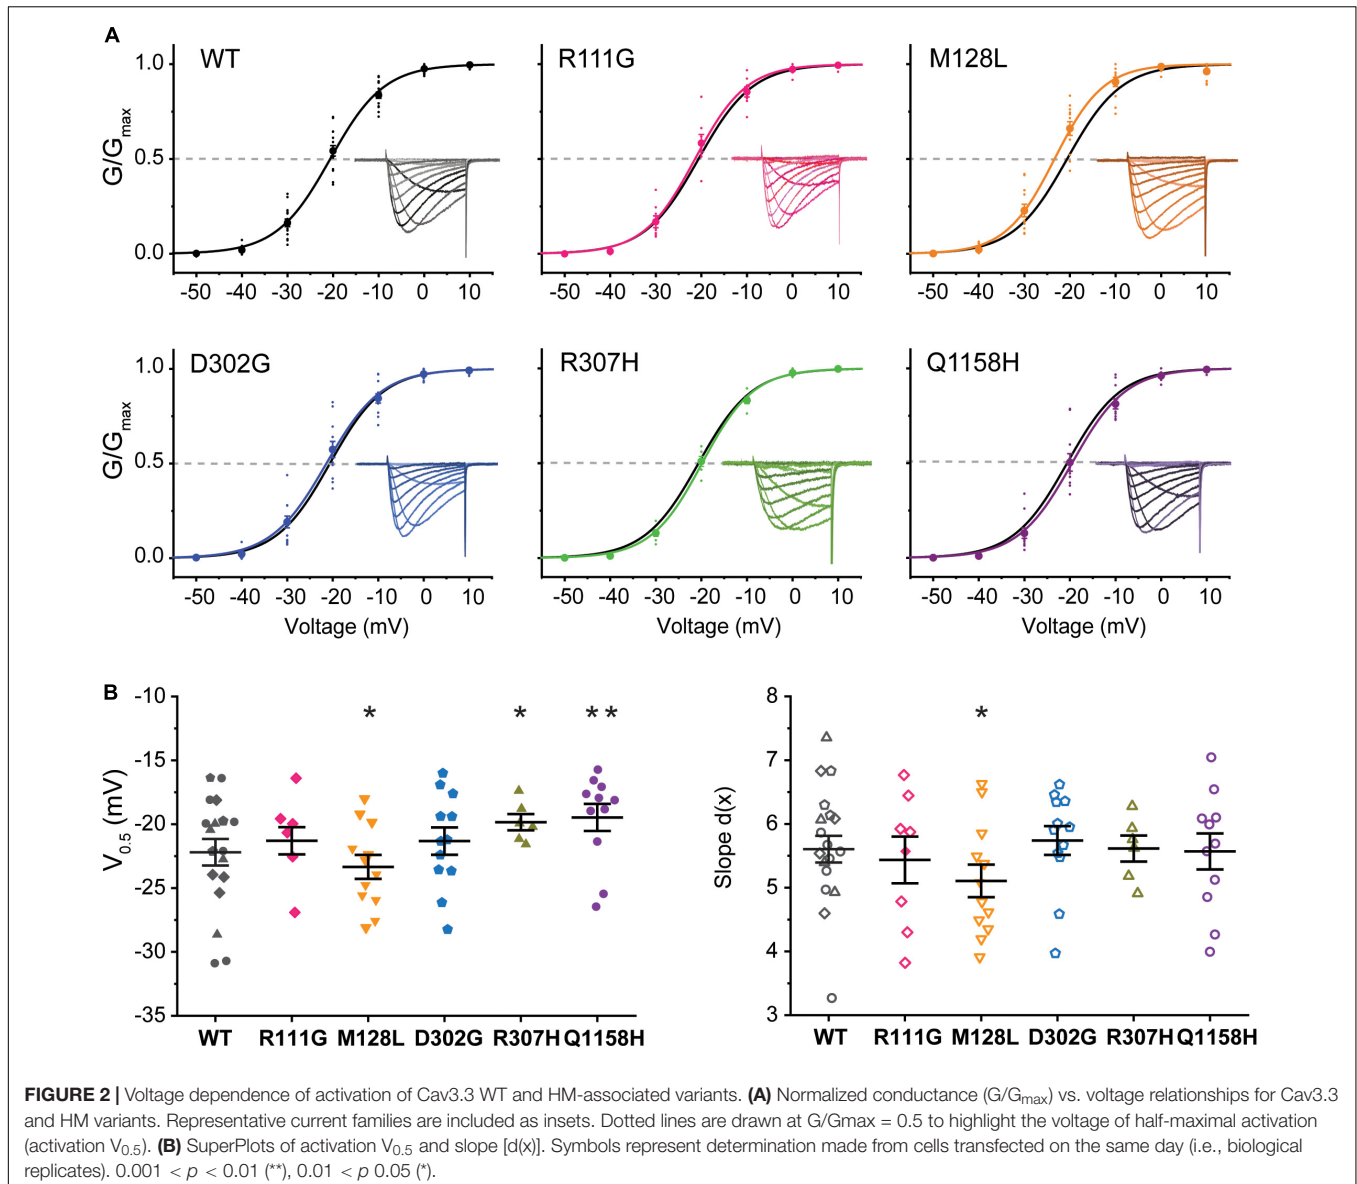 A
WT
R111G
M128L
G/Gmax
1.0
0.5
0.0
-50 -40 -30 -20 -10 0 10
-50 -40 -30 -20 -10 0 10
-50 -40 -30 -20 -10 0 10
D302G
R307H
Q1158H
G/Gmax
1.0
0.5
0.0
-50 -40 -30 -20 -10 0 10
-50 -40 -30 -20 -10 0 10
-50 -40 -30 -20 -10 0 10
Voltage (mV)
Voltage (mV)
Voltage (mV)
B
V0.5 (mV)
-10
-15
-20
-25
-30
-35
* * **
WT R111G M128L D302G R307H Q1158H
Slope d(x)
8
7
6
5
4
3
*
WT R111G M128L D302G R307H Q1158H
FIGURE 2 | Voltage dependence of activation of Cav3.3 WT and HM-associated variants. (A) Normalized conductance (G/Gmax) vs. voltage relationships for Cav3.3
and HM variants. Representative current families are included as insets. Dotted lines are drawn at G/Gmax = 0.5 to highlight the voltage of half-maximal activation
(activation V0.5). (B) SuperPlots of activation V0.5 and slope [d(x)]. Symbols represent determination made from cells transfected on the same day (i.e., biological
replicates). 0.001 < p < 0.01 (**), 0.01 < p 0.05 (*).